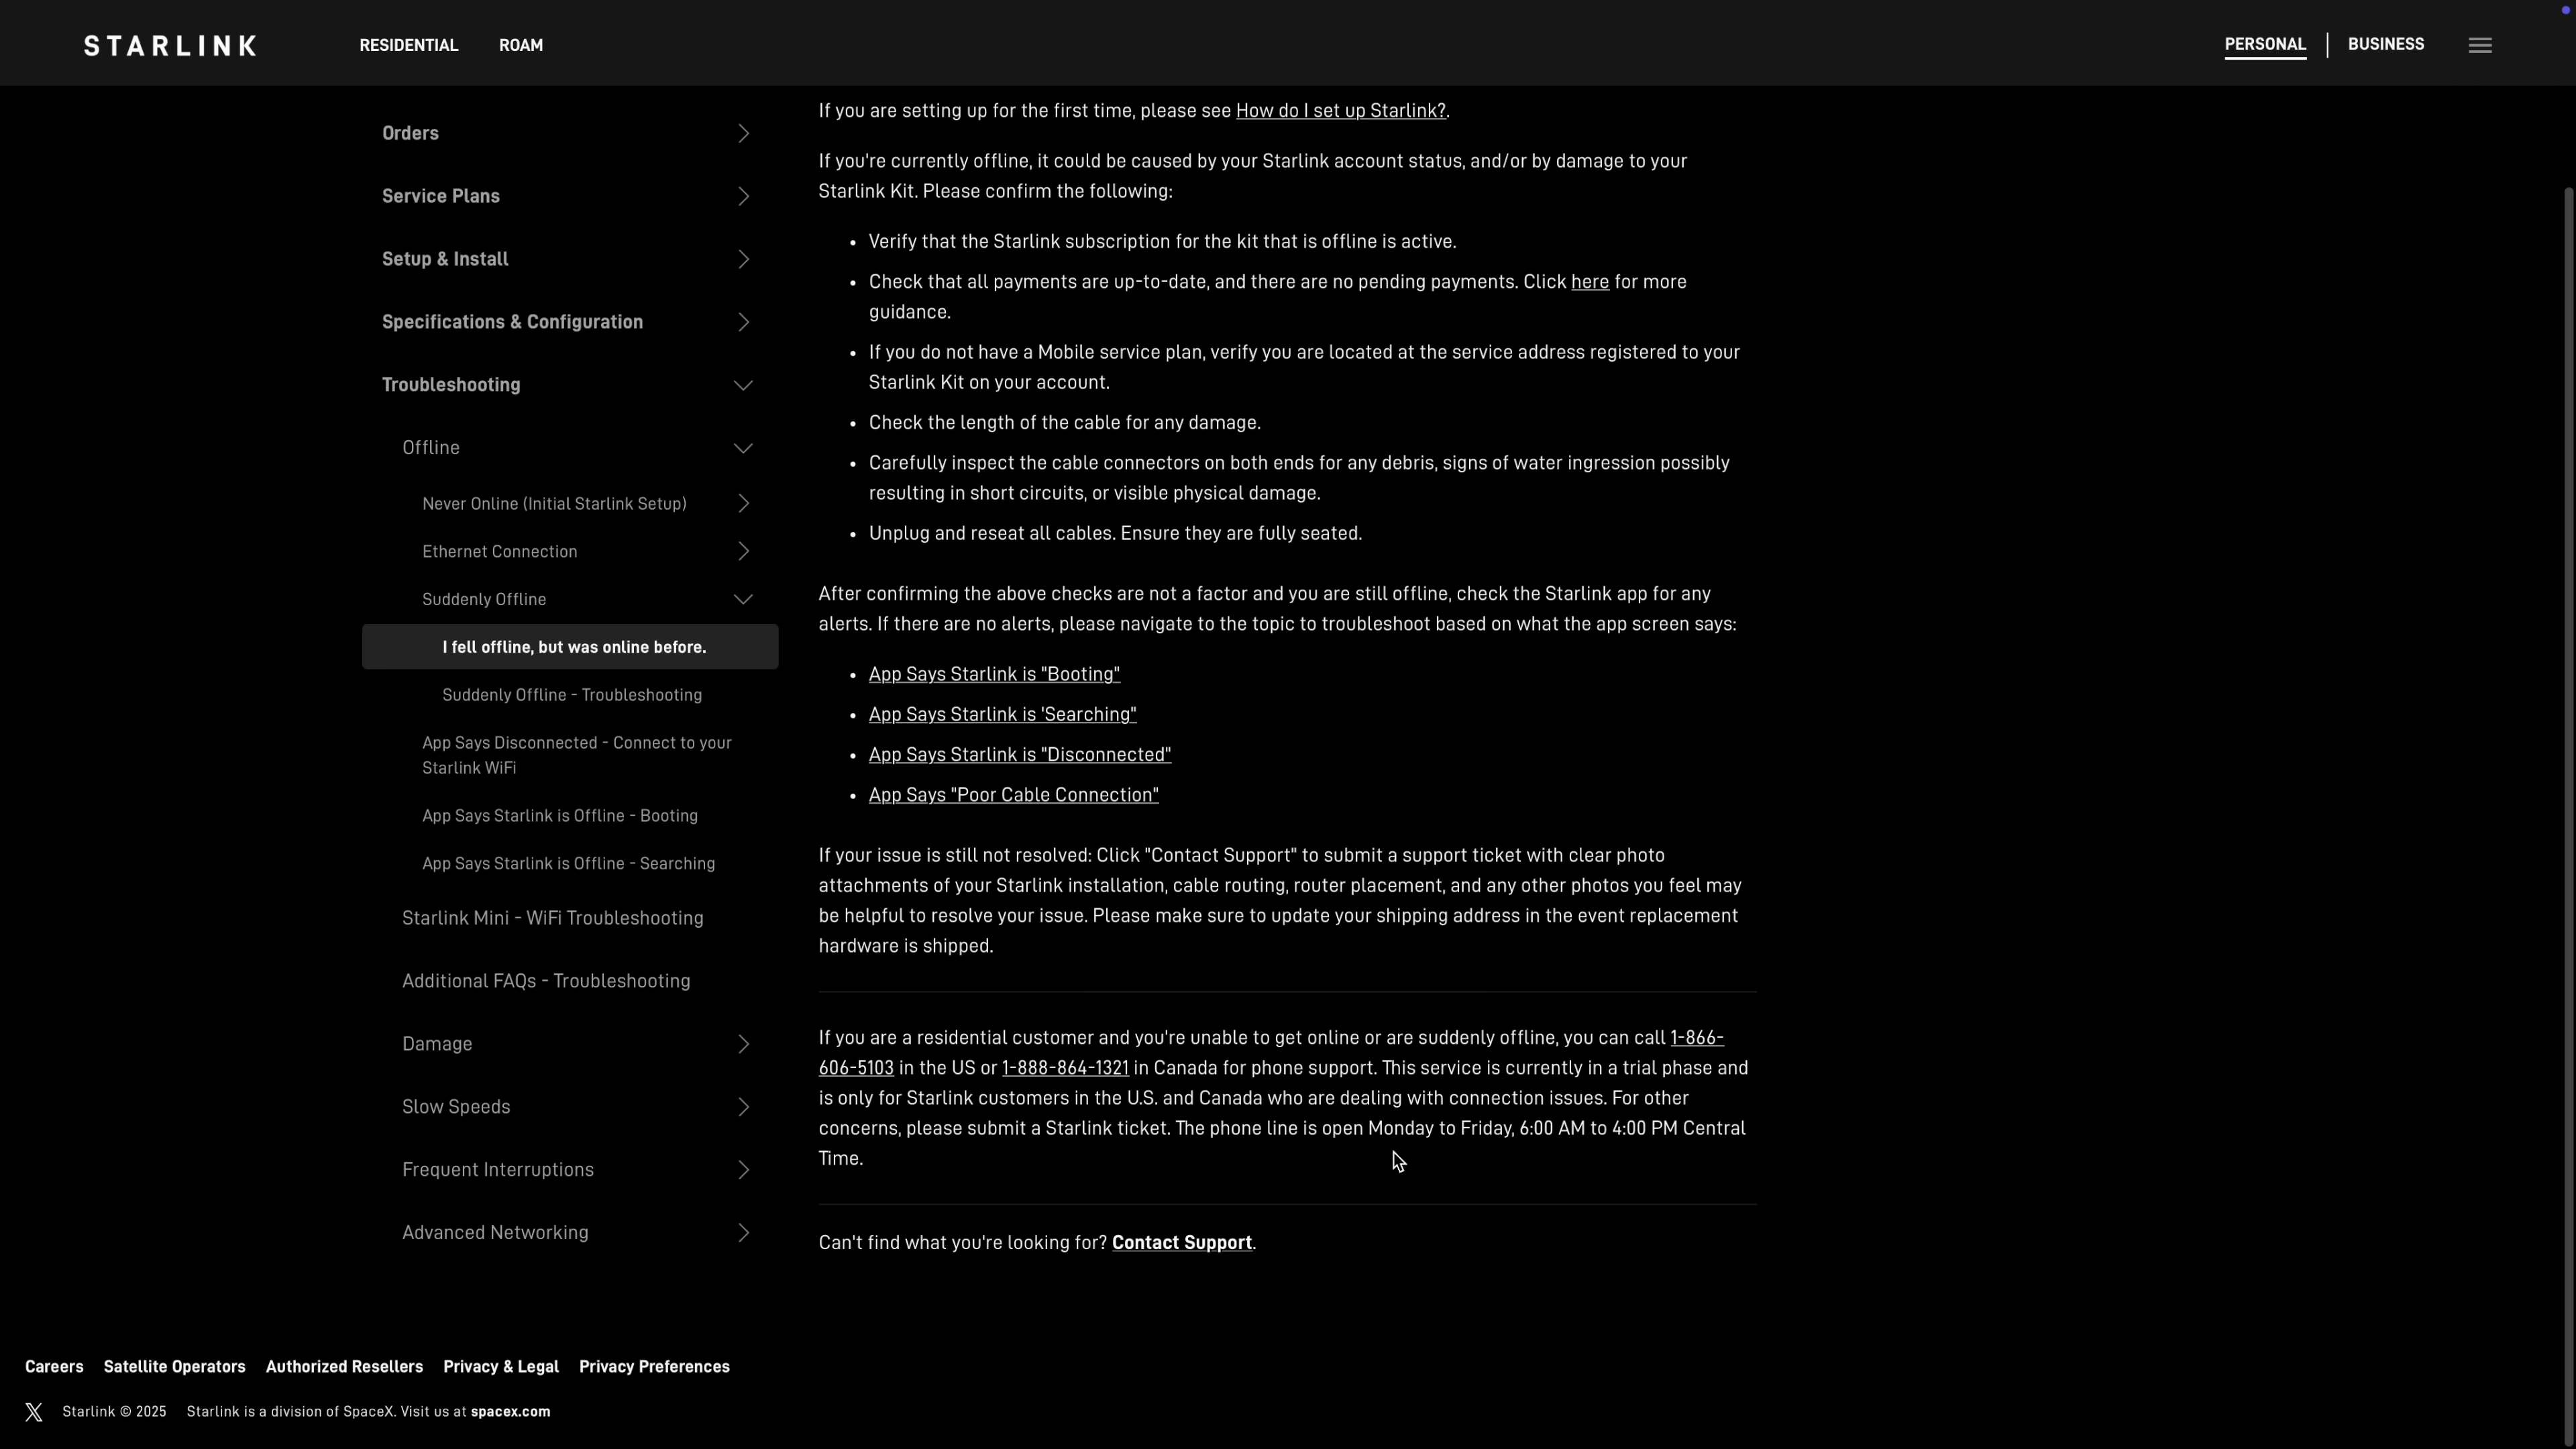 STARLINK
RESIDENTIAL
ROAM
PERSONAL
BUSINESS
Orders
Service Plans
Setup & Install
Specifications & Configuration
Troubleshooting
Offline
Never Online (Initial Starlink Setup)
Ethernet Connection
Suddenly Offline
I fell offline, but was online before.
Suddenly Offline - Troubleshooting
App Says Disconnected - Connect to your
Starlink WiFi
App Says Starlink is Offline - Booting
App Says Starlink is Offline - Searching
Starlink Mini - WiFi Troubleshooting
Additional FAQs - Troubleshooting
Damage
Slow Speeds
Frequent Interruptions
Advanced Networking
If you are setting up for the first time, please see How do I set up Starlink?.
If you're currently offline, it could be caused by your Starlink account status, and/or by damage to your
Starlink Kit. Please confirm the following:
• Verify that the Starlink subscription for the kit that is offline is active.
• Check that all payments are up-to-date, and there are no pending payments. Click here for more
guidance.
• If you do not have a Mobile service plan, verify you are located at the service address registered to your
Starlink Kit on your account.
• Check the length of the cable for any damage.
• Carefully inspect the cable connectors on both ends for any debris, signs of water ingression possibly
resulting in short circuits, or visible physical damage.
• Unplug and reseat all cables. Ensure they are fully seated.
After confirming the above checks are not a factor and you are still offline, check the Starlink app for any
alerts. If there are no alerts, please navigate to the topic to troubleshoot based on what the app screen says:
• App Says Starlink is "Booting"
• App Says Starlink is 'Searching"
• App Says Starlink is "Disconnected"
• App Says "Poor Cable Connection"
If your issue is still not resolved: Click "Contact Support" to submit a support ticket with clear photo
attachments of your Starlink installation, cable routing, router placement, and any other photos you feel may
be helpful to resolve your issue. Please make sure to update your shipping address in the event replacement
hardware is shipped.
If you are a residential customer and you're unable to get online or are suddenly offline, you can call 1-866-
606-5103 in the US or 1-888-864-1321 in Canada for phone support. This service is currently in a trial phase and
is only for Starlink customers in the U.S. and Canada who are dealing with connection issues. For other
concerns, please submit a Starlink ticket. The phone line is open Monday to Friday, 6:00 AM to 4:00 PM Central
Time.
Can't find what you're looking for? Contact Support.
Careers
Satellite Operators
Authorized Resellers
Privacy & Legal
Privacy Preferences
Starlink © 2025
Starlink is a division of SpaceX. Visit us at spacex.com